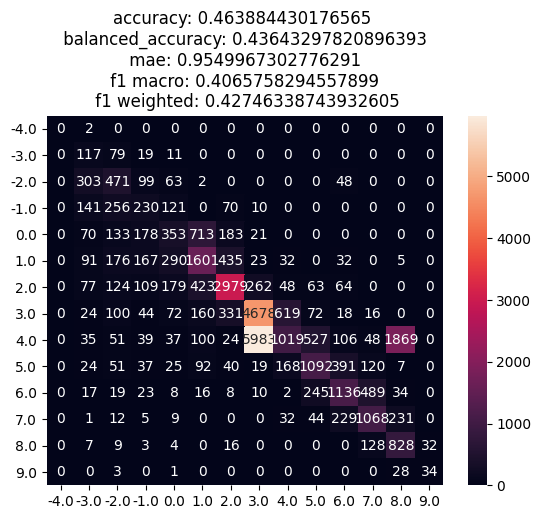 accuracy: 0.463884430176565
balanced_accuracy: 0.43643297820896393
mae: 0.9549967302776291
f1 macro: 0.4065758294557899
f1 weighted: 0.42746338743932605
-4.0 0 2 0 0 0 0 0 0 0 0 0 0 0 0
-3.0 0 117 79 19 11 0 0 0 0 0 0 0 0 0
-2.0 0 303 471 99 63 2 0 0 0 0 48 0 0 0
-1.0 0 141 256 230 121 0 70 10 0 0 0 0 0 0
0.0 0 70 133 178 353 713 183 21 0 0 0 0 0 0
1.0 0 91 176 167 290 1601 1435 23 32 0 32 0 5 0
2.0 0 77 124 109 179 423 2979 262 48 63 64 0 0 0
3.0 0 24 100 44 72 160 331 4678 619 72 18 16 0 0
4.0 0 35 51 39 37 100 24 5983 1019 527 106 48 1869 0
5.0 0 24 51 37 25 92 40 19 168 1092 391 120 7 0
6.0 0 17 19 23 8 16 8 10 2 245 1136 489 34 0
7.0 0 1 12 5 9 0 0 0 32 44 229 1068 231 0
8.0 0 7 9 3 4 0 16 0 0 0 0 128 828 32
9.0 0 0 3 0 1 0 0 0 0 0 0 0 28 34
-4.0 -3.0 -2.0 -1.0 0.0 1.0 2.0 3.0 4.0 5.0 6.0 7.0 8.0 9.0
5000
4000
3000
2000
1000
0